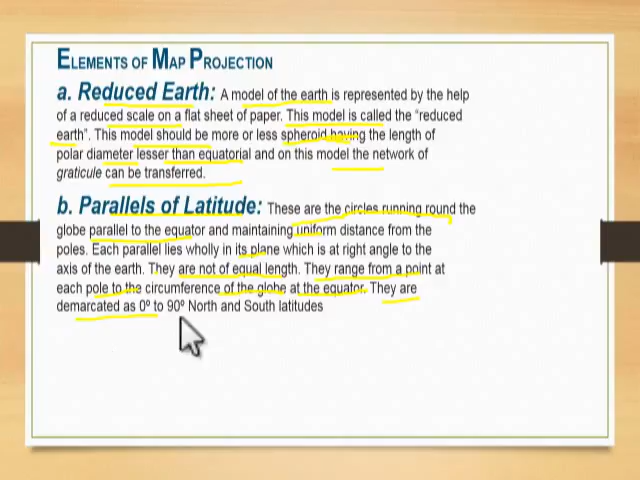 ELEMENTS OF MAP PROJECTION
a. Reduced Earth: A model of the earth is represented by the help
of a reduced scale on a flat sheet of paper. This model is called the “reduced
earth”. This model should be more or less spheroid having the length of
polar diameter lesser than equatorial and on this model the network of
graticule can be transferred.
b. Parallels of Latitude: These are the circles running round the
globe parallel to the equator and maintaining uniform distance from the
poles. Each parallel lies wholly in its plane which is at right angle to the
axis of the earth. They are not of equal length. They range from a point at
each pole to the circumference of the globe at the equator. They are
demarcated as 0º to 90º North and South latitudes